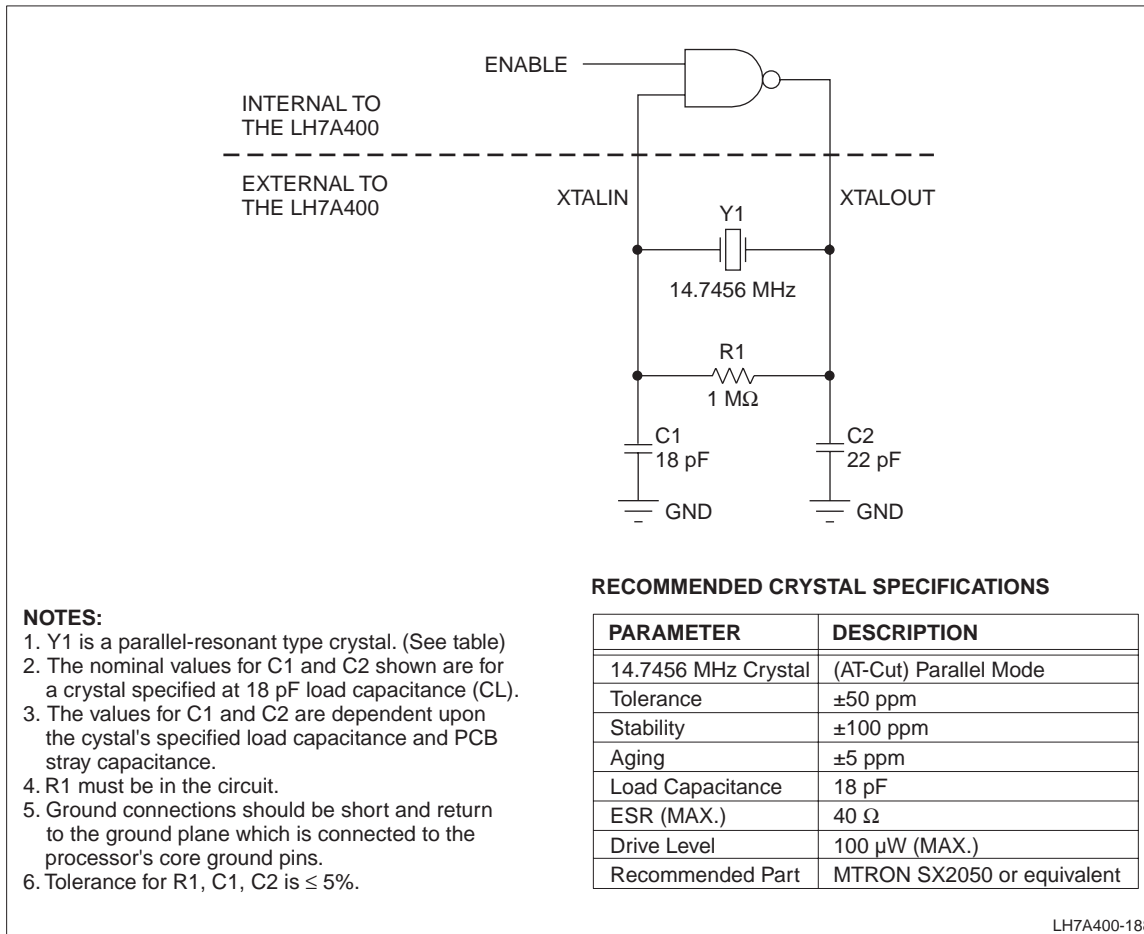 ENABLE
INTERNAL TO
THE LH7A400
EXTERNAL TO
THE LH7A400
XTALIN
XTALOUT
Y1
14.7456 MHz
R1
1 MΩ
C1
18 pF
C2
22 pF
GND
GND
NOTES:
1. Y1 is a parallel-resonant type crystal. (See table)
2. The nominal values for C1 and C2 shown are for
a crystal specified at 18 pF load capacitance (CL).
3. The values for C1 and C2 are dependent upon
the cystal's specified load capacitance and PCB
stray capacitance.
4. R1 must be in the circuit.
5. Ground connections should be short and return
to the ground plane which is connected to the
processor's core ground pins.
6. Tolerance for R1, C1, C2 is ≤ 5%.
RECOMMENDED CRYSTAL SPECIFICATIONS
PARAMETER DESCRIPTION
14.7456 MHz Crystal (AT-Cut) Parallel Mode
Tolerance ±50 ppm
Stability ±100 ppm
Aging ±5 ppm
Load Capacitance 18 pF
ESR (MAX.) 40 Ω
Drive Level 100 µW (MAX.)
Recommended Part MTRON SX2050 or equivalent